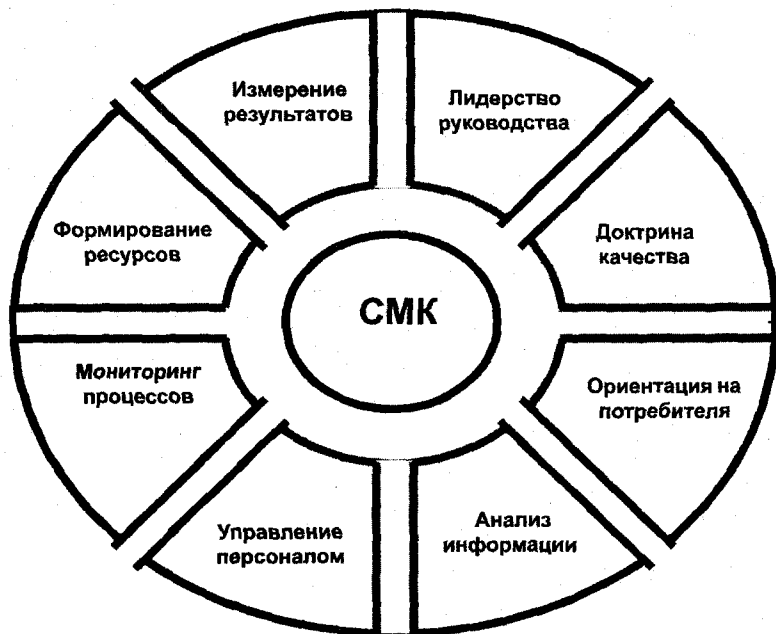 Измерение
результатов
Лидерство
руководства
Формирование
ресурсов
Доктрина
качества
СМК
Мониторинг
процессов
Ориентация на
потребителя
Управление
персоналом
Анализ
информации